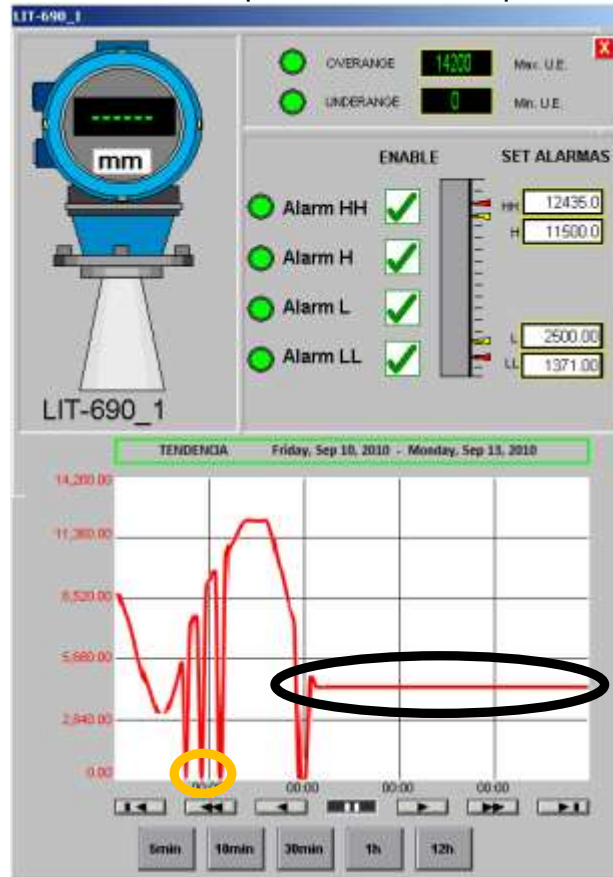 LIT-690_1
X
OVERANGE 14200 Max. U.E.
UNDERANGE 0 Min. U.E.
------
mm
LIT-690_1
ENABLE SET ALARMAS
Alarm HH HH 12435.0
Alarm H H 11500.0
Alarm L L 2500.00
Alarm LL LL 1371.00
TENDENCIA Friday, Sep 10, 2010 - Monday, Sep 13, 2010
14,200.00
11,360.00
8,520.00
5,680.00
2,840.00
0.00
00:00 00:00 00:00
5min 10min 30min 1h 12h